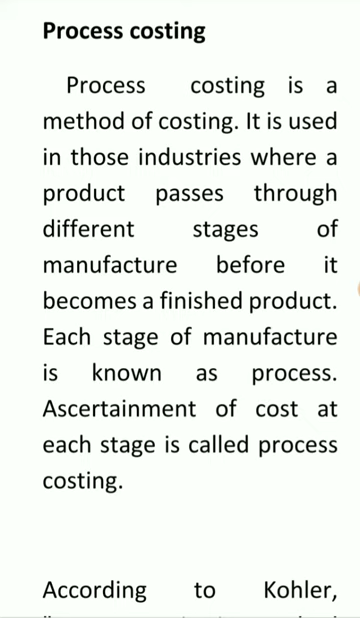 Process costing
Process costing is a
method of costing. It is used
in those industries where a
product passes through
different stages of
manufacture before it
becomes a finished product.
Each stage of manufacture
is known as process.
Ascertainment of cost at
each stage is called process
costing.
According to Kohler,